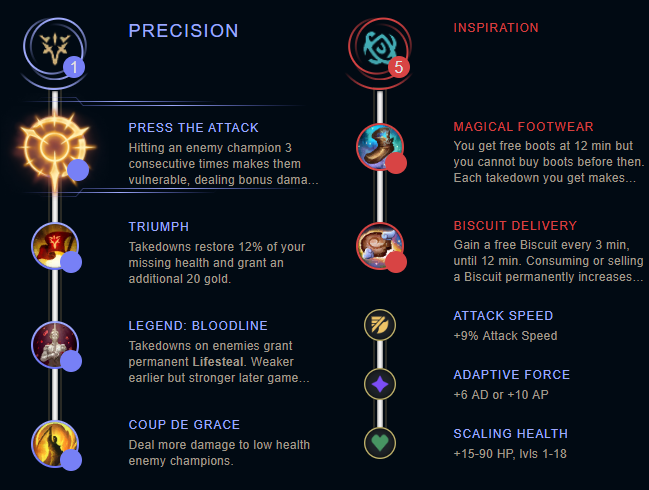 PRECISION
1
PRESS THE ATTACK
Hitting an enemy champion 3
consecutive times makes them
vulnerable, dealing bonus dama...
TRIUMPH
Takedowns restore 12% of your
missing health and grant an
additional 20 gold.
LEGEND: BLOODLINE
Takedowns on enemies grant
permanent Lifesteal. Weaker
earlier but stronger later game...
COUP DE GRACE
Deal more damage to low health
enemy champions.
INSPIRATION
5
MAGICAL FOOTWEAR
You get free boots at 12 min but
you cannot buy boots before then.
Each takedown you get makes...
BISCUIT DELIVERY
Gain a free Biscuit every 3 min,
until 12 min. Consuming or selling
a Biscuit permanently increases...
ATTACK SPEED
+9% Attack Speed
ADAPTIVE FORCE
+6 AD or +10 AP
SCALING HEALTH
+15-90 HP, lvls 1-18